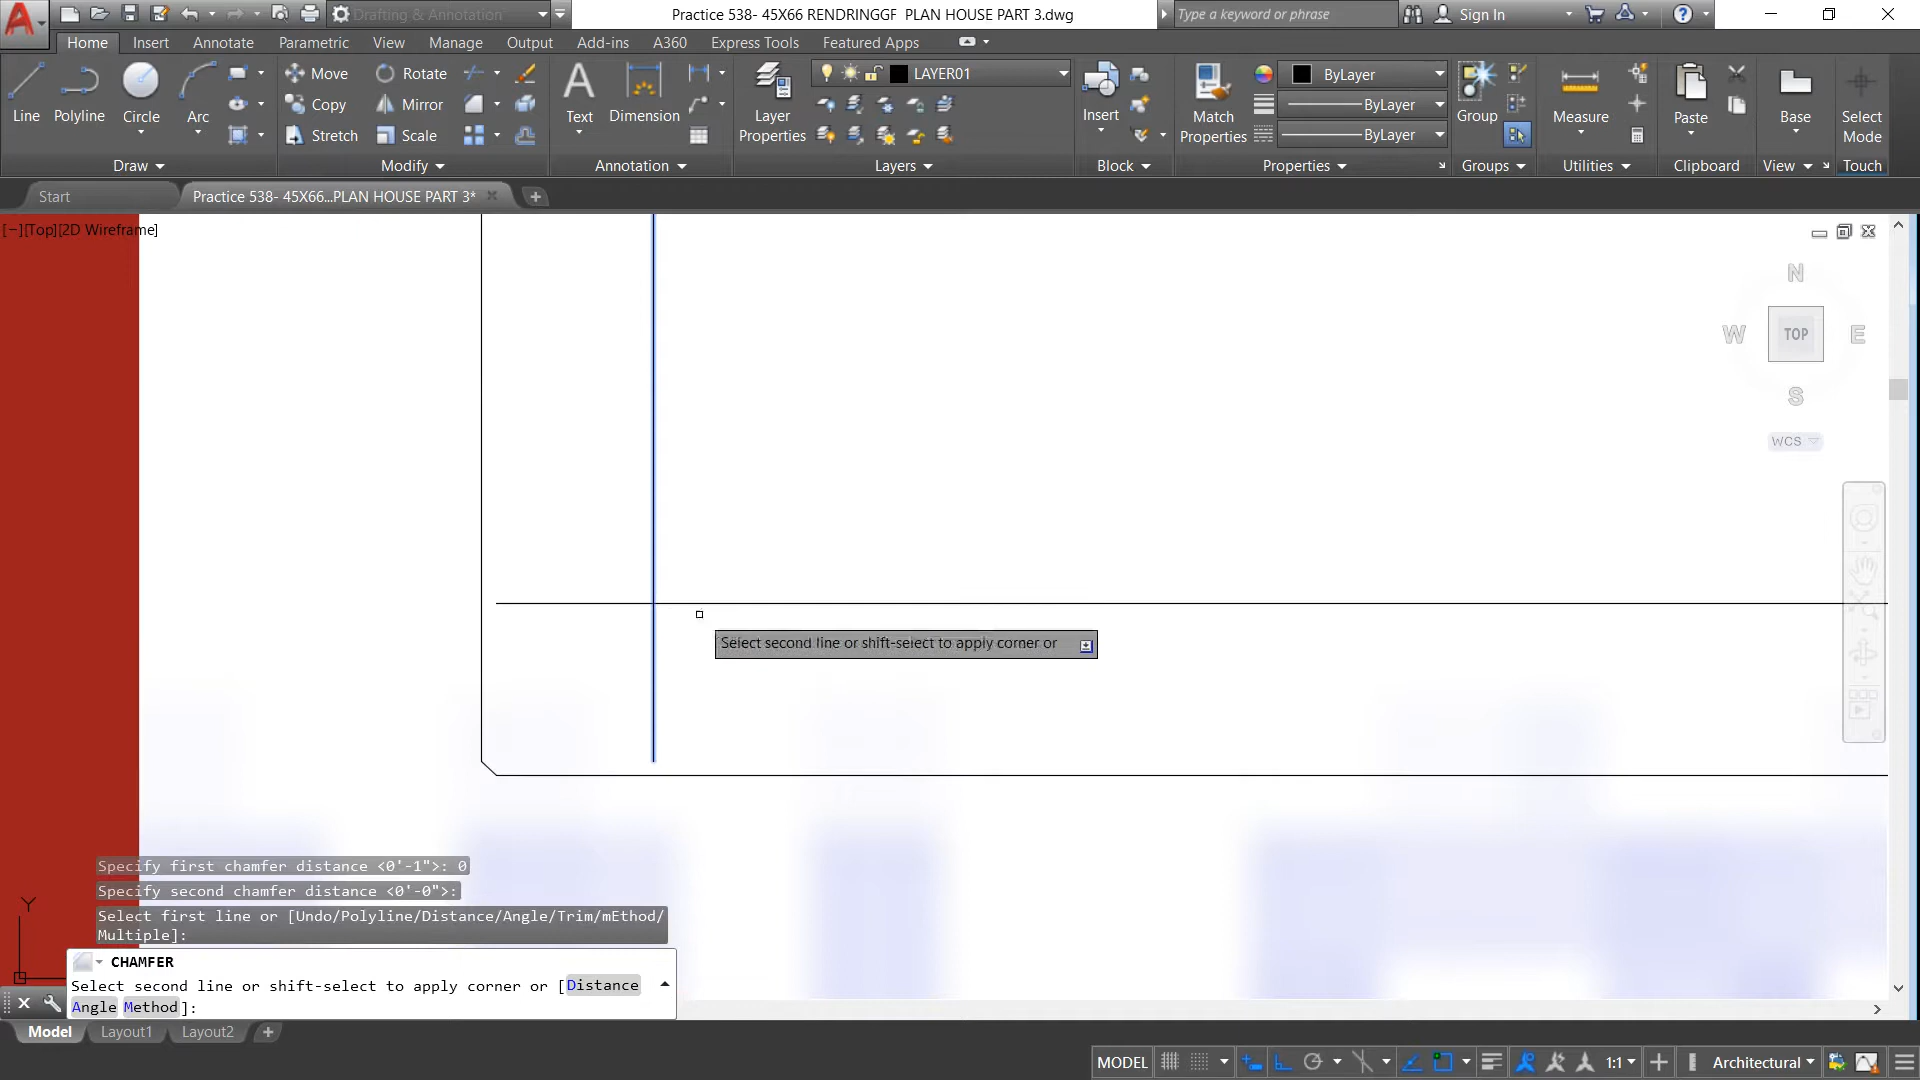 Drafting & Annotation
Practice 538- 45X66 RENDRINGGF PLAN HOUSE PART 3.dwg
Type a keyword or phrase
Sign In
Home Insert Annotate Parametric View Manage Output Add-ins A360 Express Tools Featured Apps
Line Polyline Circle Arc
Move Rotate
Copy Mirror
Stretch Scale
Text Dimension
Layer Properties
LAYER01
Insert
Match Properties
ByLayer
ByLayer
ByLayer
Group
Measure
Paste
Base
Select Mode
Draw Modify Annotation Layers Block Properties Groups Utilities Clipboard View Touch
Start Practice 538- 45X66...PLAN HOUSE PART 3*
[−][Top][2D Wireframe]
N
W TOP E
S
WCS
Select second line or shift-select to apply corner or
Specify first chamfer distance <0'-1">: 0
Specify second chamfer distance <0'-0">:
Select first line or [Undo/Polyline/Distance/Angle/Trim/mEthod/
Multiple]:
Y
CHAMFER
Select second line or shift-select to apply corner or [Distance
Angle Method]:
Model Layout1 Layout2
MODEL 1:1 Architectural